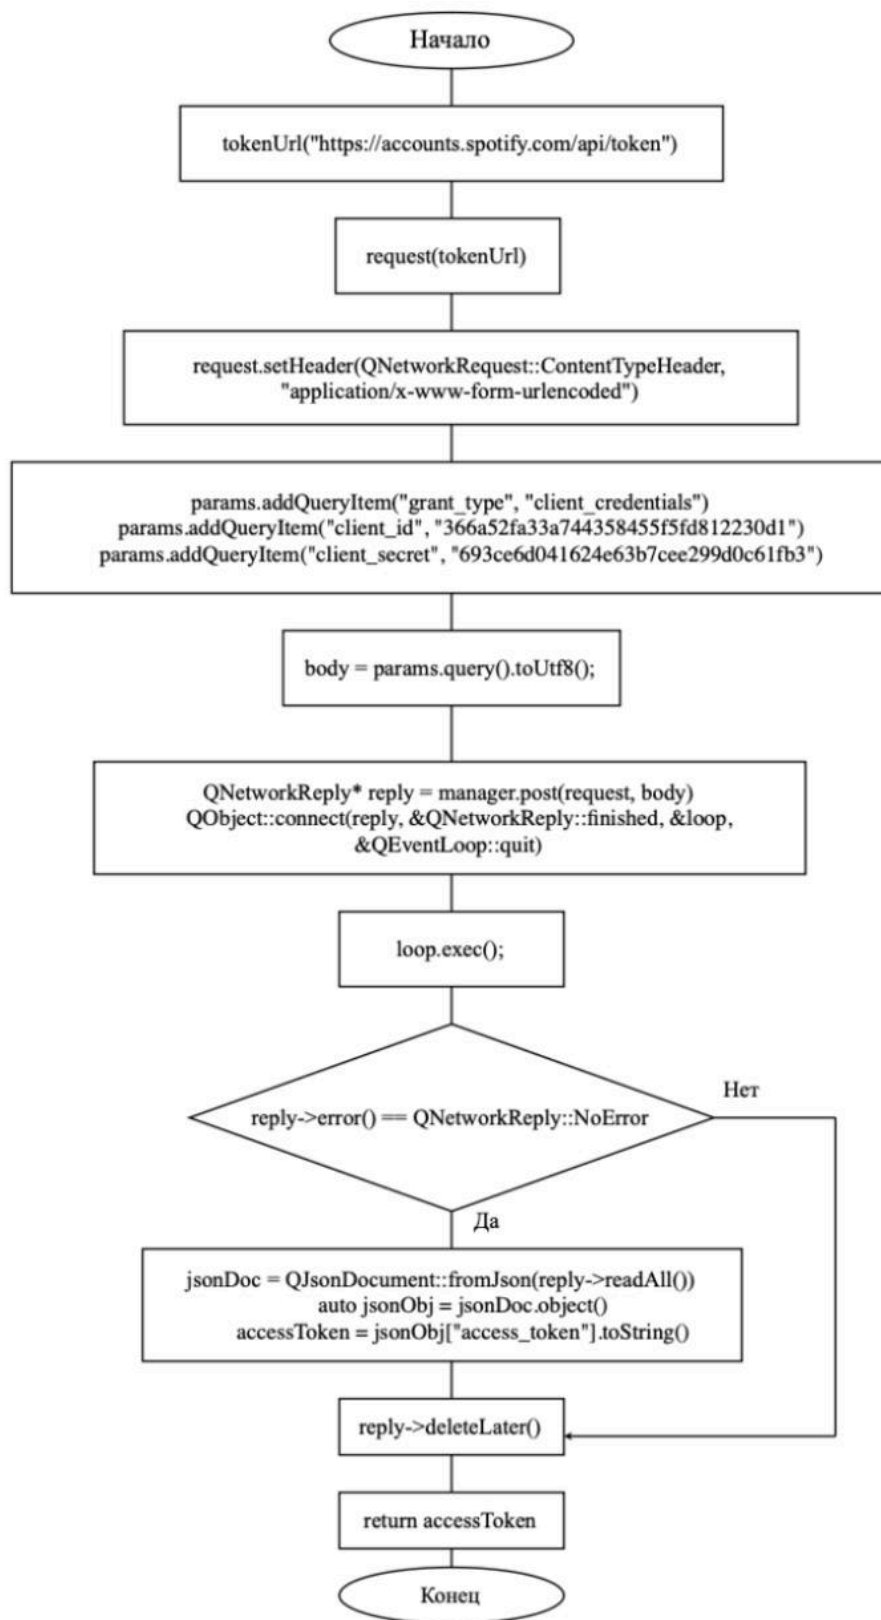 Начало
tokenUrl("https://accounts.spotify.com/api/token")
request(tokenUrl)
request.setHeader(QNetworkRequest::ContentTypeHeader,
"application/x-www-form-urlencoded")
params.addQueryItem("grant_type", "client_credentials")
params.addQueryItem("client_id", "366a52fa33a744358455f5fd812230d1")
params.addQueryItem("client_secret", "693ce6d041624e63b7cee299d0c61fb3")
body = params.query().toUtf8();
QNetworkReply* reply = manager.post(request, body)
QObject::connect(reply, &QNetworkReply::finished, &loop,
&QEventLoop::quit)
loop.exec();
Нет
reply->error() == QNetworkReply::NoError
Да
jsonDoc = QJsonDocument::fromJson(reply->readAll())
auto jsonObj = jsonDoc.object()
accessToken = jsonObj["access_token"].toString()
reply->deleteLater()
return accessToken
Конец